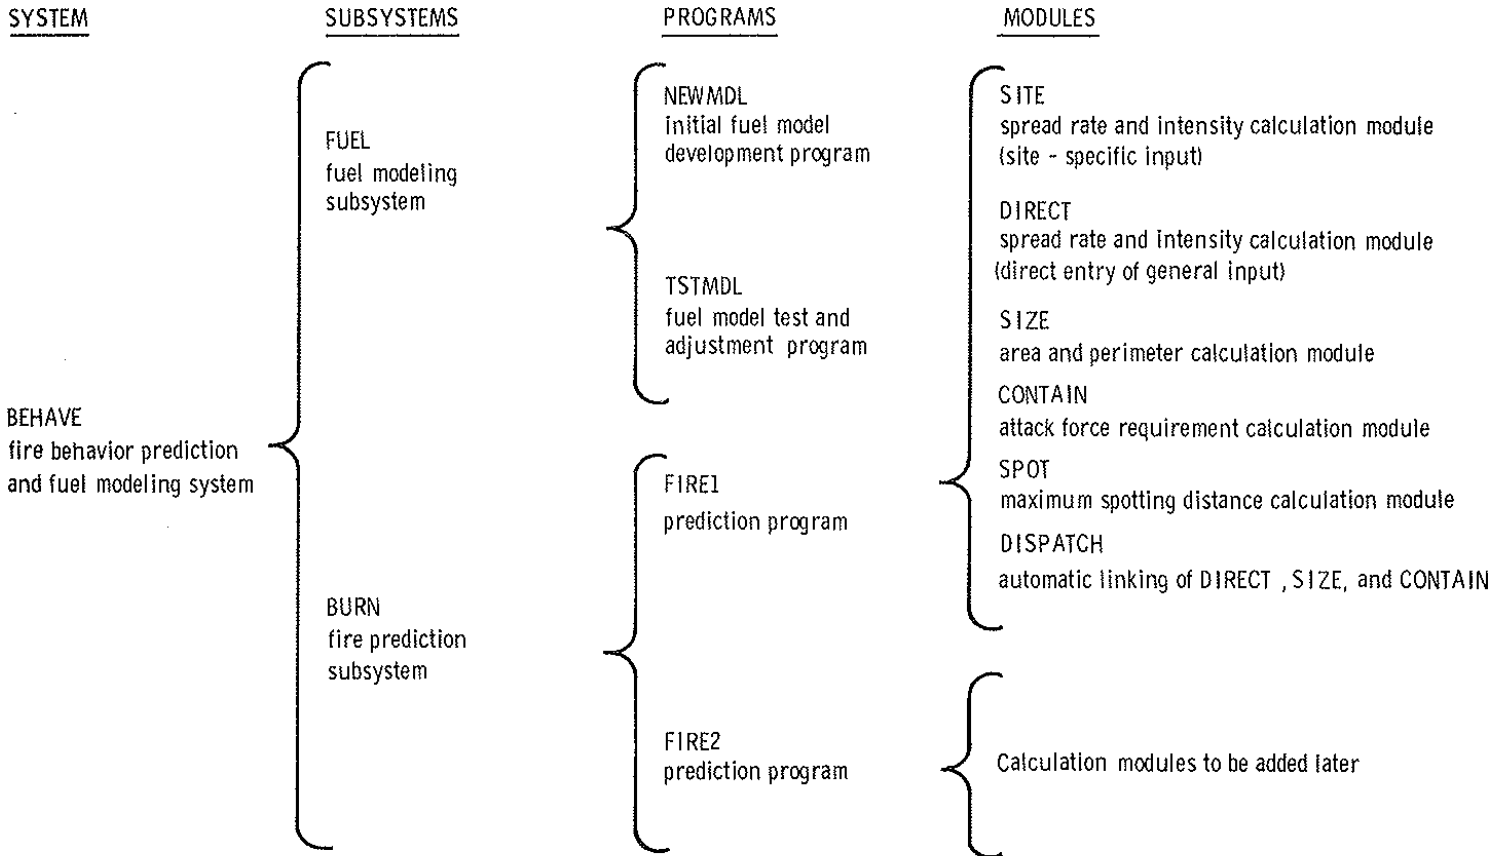 SYSTEM
SUBSYSTEMS
PROGRAMS
MODULES
BEHAVE
fire behavior prediction
and fuel modeling system
FUEL
fuel modeling
subsystem
BURN
fire prediction
subsystem
NEWMDL
initial fuel model
development program
TSTMDL
fuel model test and
adjustment program
FIRE1
prediction program
FIRE2
prediction program
SITE
spread rate and intensity calculation module
(site - specific input)
DIRECT
spread rate and intensity calculation module
(direct entry of general input)
SIZE
area and perimeter calculation module
CONTAIN
attack force requirement calculation module
SPOT
maximum spotting distance calculation module
DISPATCH
automatic linking of DIRECT , SIZE, and CONTAIN
Calculation modules to be added later